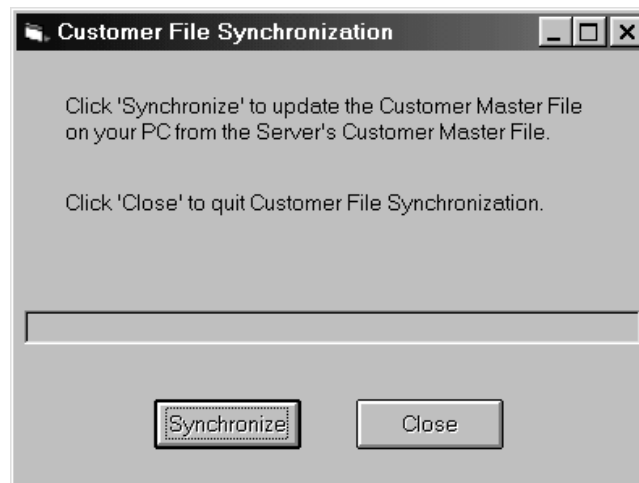 Customer File Synchronization
Click 'Synchronize' to update the Customer Master File
on your PC from the Server's Customer Master File.
Click 'Close' to quit Customer File Synchronization.
Synchronize Close